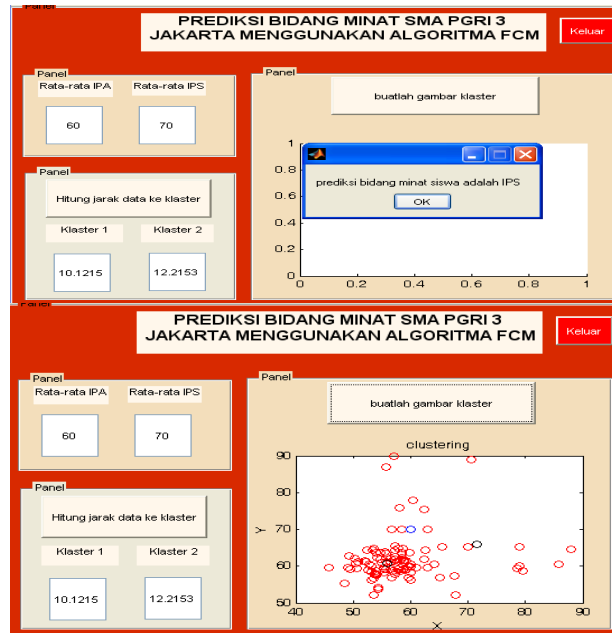 Panel
PREDIKSI BIDANG MINAT SMA PGRI 3
JAKARTA MENGGUNAKAN ALGORITMA FCM
Keluar
Panel
Rata-rata IPA Rata-rata IPS
60 70
Panel
Hitung jarak data ke klaster
Klaster 1 Klaster 2
10.1215 12.2153
Panel
buatlah gambar klaster
prediksi bidang minat siswa adalah IPS
OK
1
0.8
0.6
0.4
0.2
0
0 0.2 0.4 0.6 0.8 1
PREDIKSI BIDANG MINAT SMA PGRI 3
JAKARTA MENGGUNAKAN ALGORITMA FCM
Keluar
Panel
Rata-rata IPA Rata-rata IPS
60 70
Panel
Hitung jarak data ke klaster
Klaster 1 Klaster 2
10.1215 12.2153
Panel
buatlah gambar klaster
clustering
90
80
70
Y
60
50
40 50 60 70 80 90
X